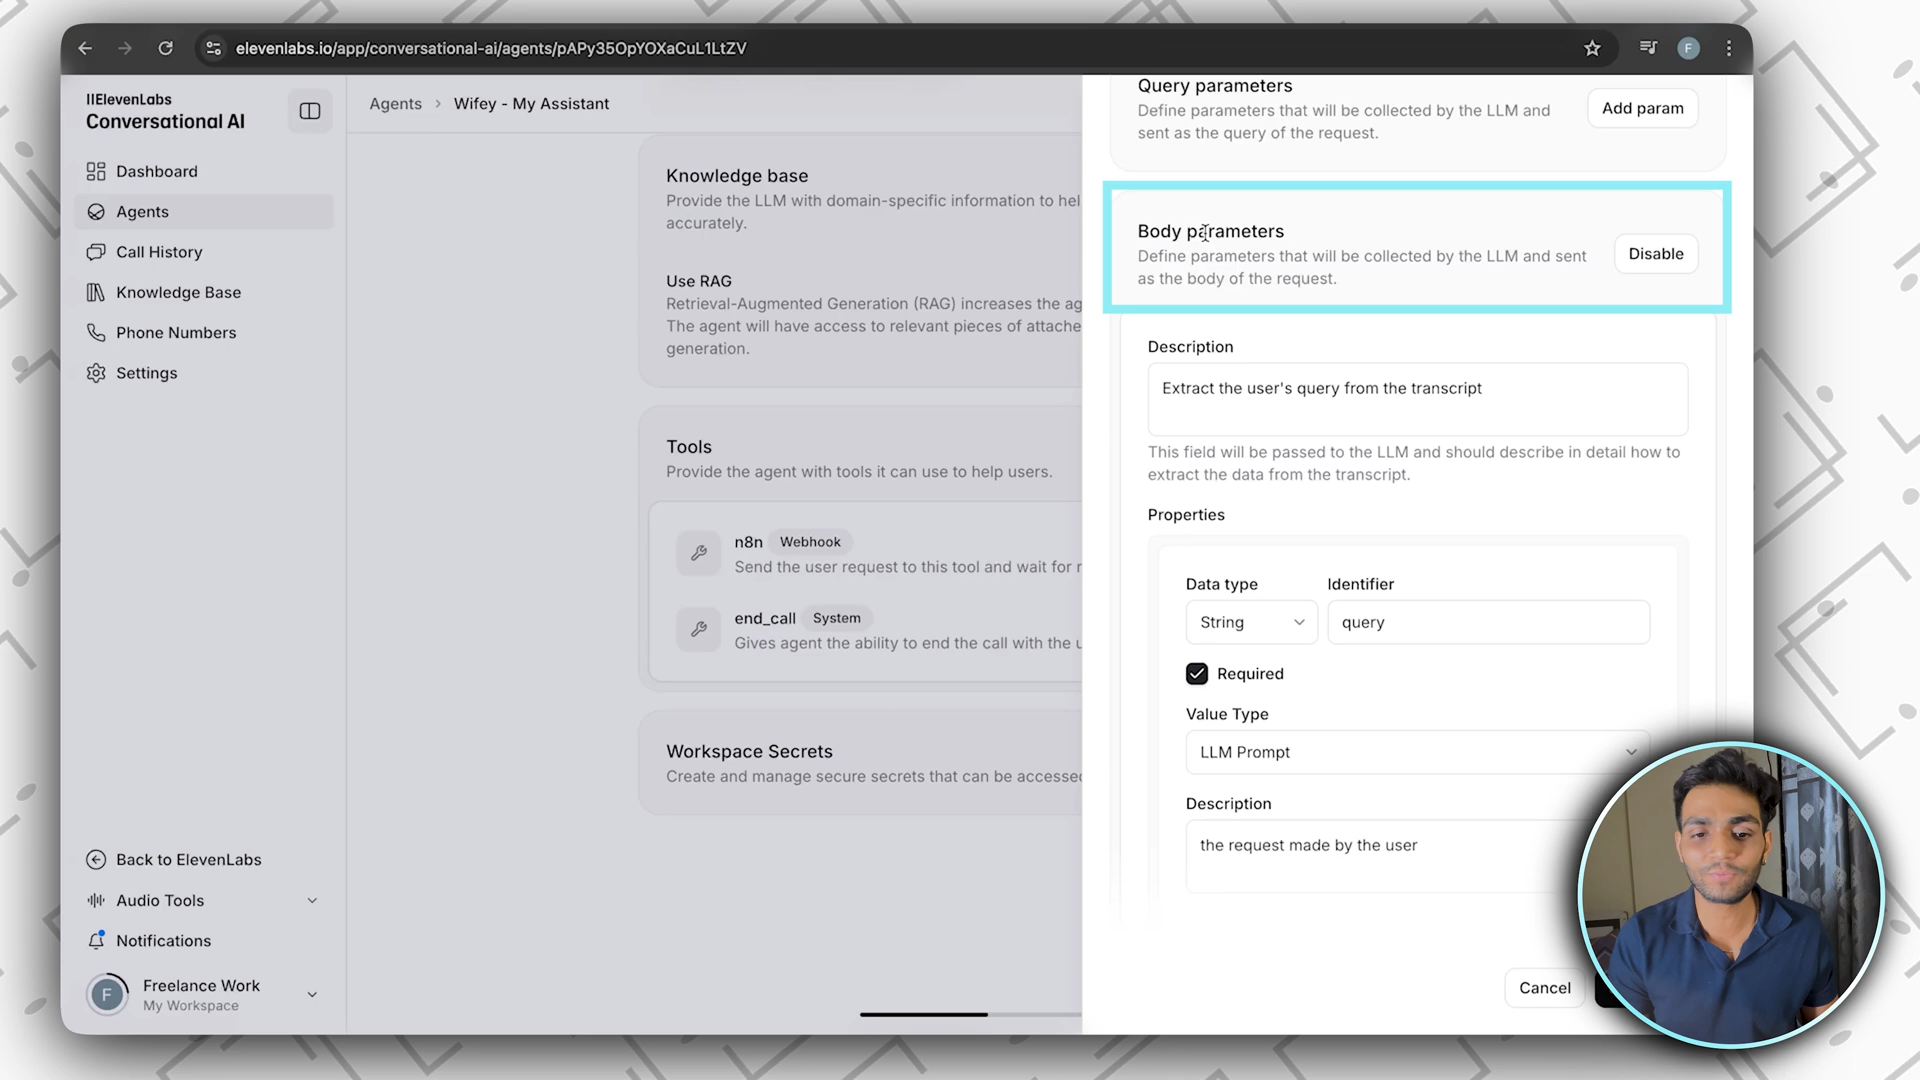 elevenlabs.io/app/conversational-ai/agents/pAPy35OpYOXaCuL1LtZV
F
IIElevenLabs
Conversational AI
Dashboard
Agents
Call History
Knowledge Base
Phone Numbers
Settings
Back to ElevenLabs
Audio Tools
Notifications
F
Freelance Work
My Workspace
Agents
Wifey - My Assistant
Knowledge base
Provide the LLM with domain-specific information to hel
accurately.
Use RAG
Retrieval-Augmented Generation (RAG) increases the ag
The agent will have access to relevant pieces of attache
generation.
Tools
Provide the agent with tools it can use to help users.
n8n Webhook
Send the user request to this tool and wait for r
end_call System
Gives agent the ability to end the call with the u
Workspace Secrets
Create and manage secure secrets that can be accessed
Query parameters
Define parameters that will be collected by the LLM and
sent as the query of the request.
Add param
Body parameters
Define parameters that will be collected by the LLM and sent
as the body of the request.
Disable
Description
Extract the user's query from the transcript
This field will be passed to the LLM and should describe in detail how to
extract the data from the transcript.
Properties
Data type Identifier
String query
Required
Value Type
LLM Prompt
Description
the request made by the user
Cancel